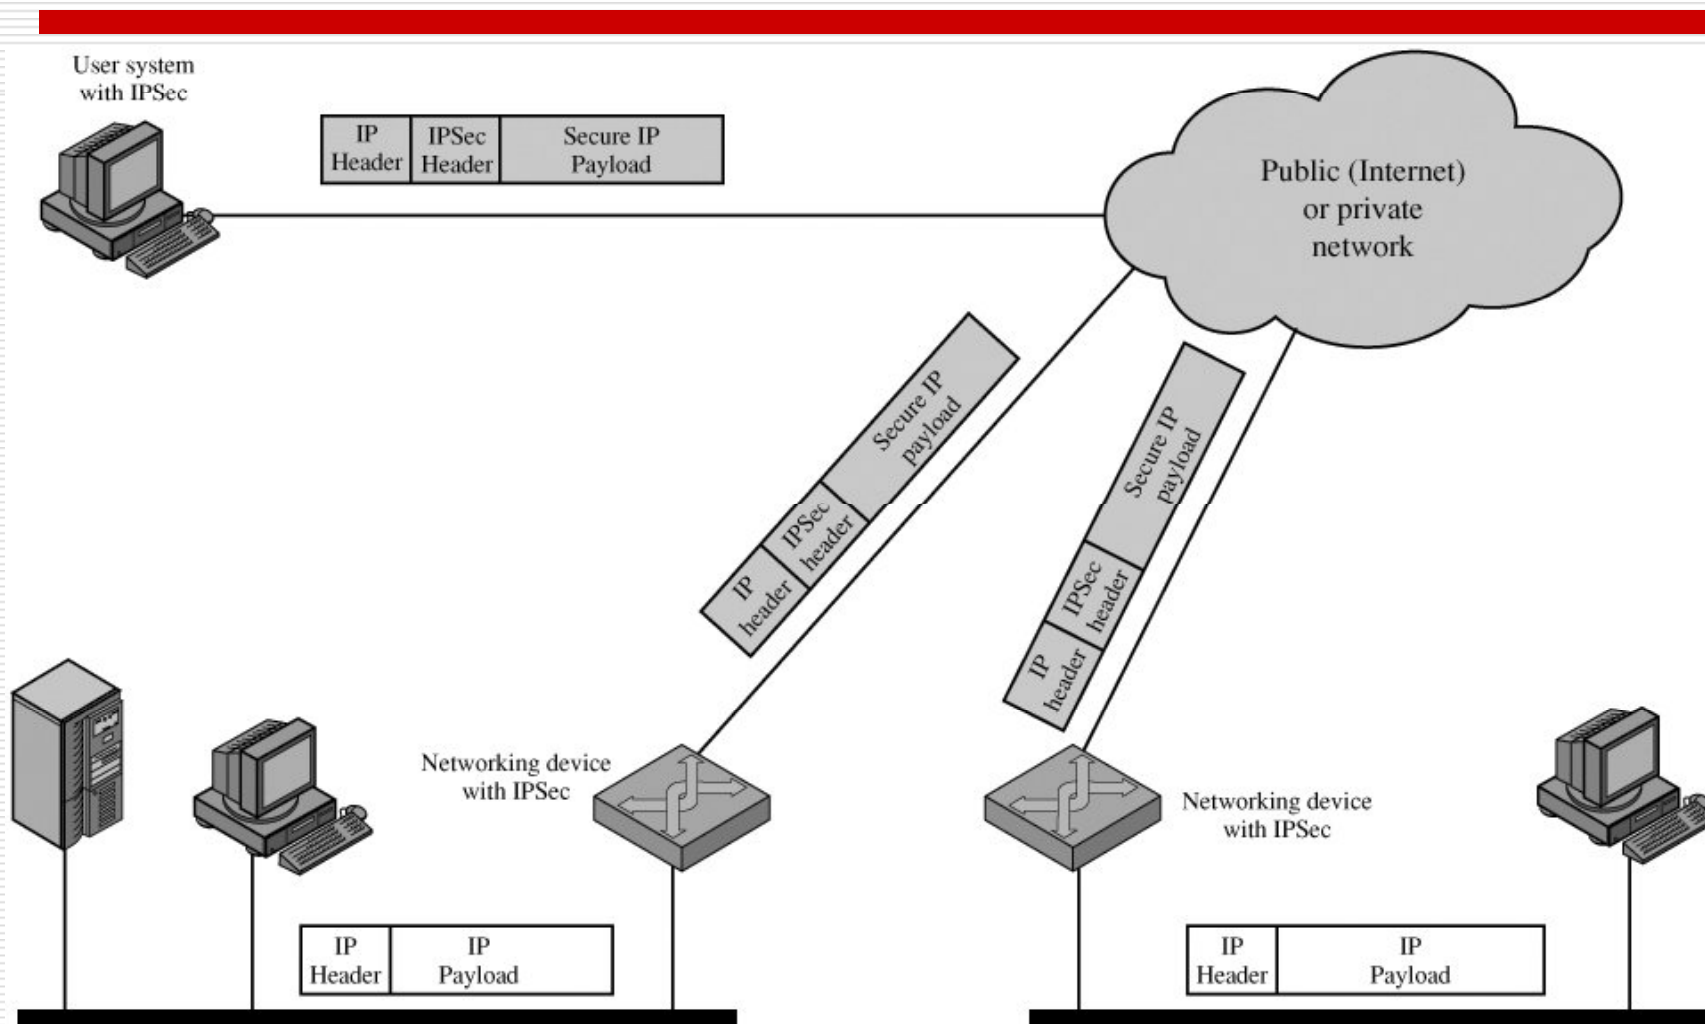 User system
with IPSec
IP
Header
IPSec
Header
Secure IP
Payload
Public (Internet)
or private
network
Secure IP
payload
IPSec
header
IP
header
Secure IP
payload
IPSec
header
IP
header
Networking device
with IPSec
Networking device
with IPSec
IP
Header
IP
Payload
IP
Header
IP
Payload